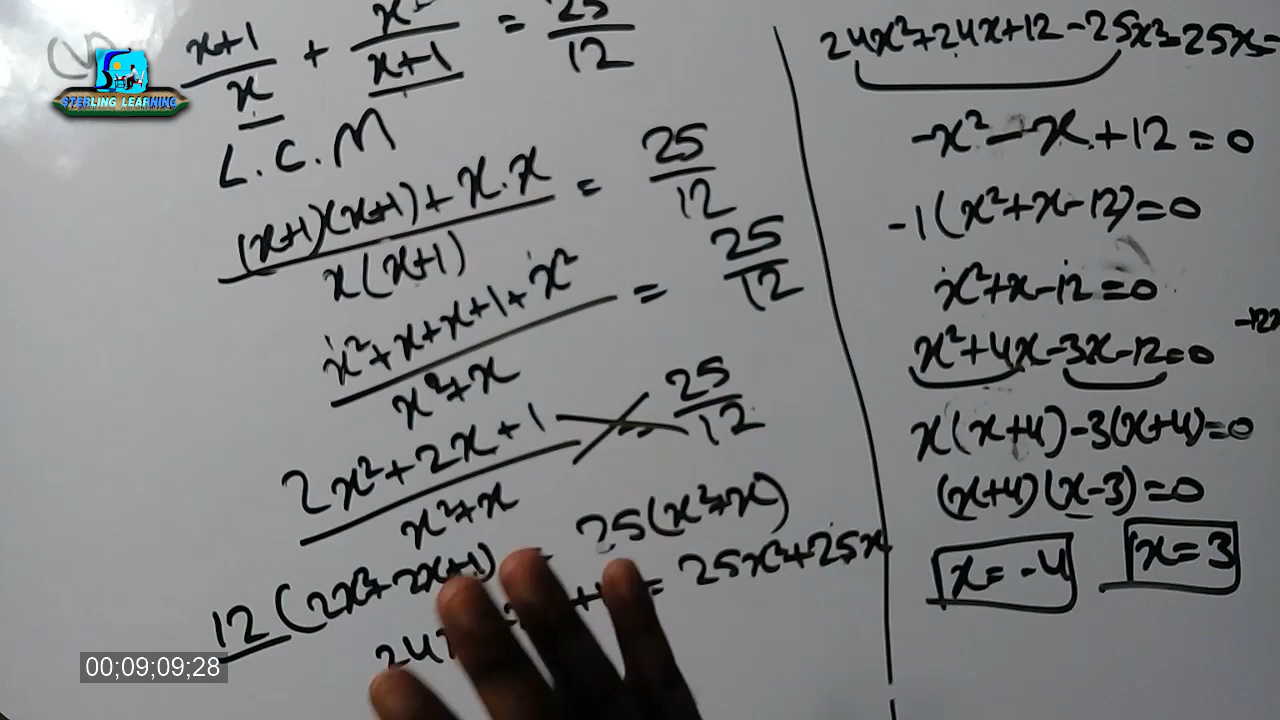 x+1/x + x/x+1 = 25/12
STERLING LEARNING
L.C.M
(x+1)(x+1)+x.x/x(x+1) = 25/12
x²+x+x+1+x²/x²+x = 25/12
2x²+2x+1/x²+x = 25/12
12(2x²+2x+1) = 25(x²+x)
= 25x²+25x
24x²+24x+12-25x²-25x=
-x²-x+12=0
-1(x²+x-12)=0
x²+x-12=0
x²+4x-3x-12=0
x(x+4)-3(x+4)=0
(x+4)(x-3)=0
x=-4 x=3
00;09;09;28